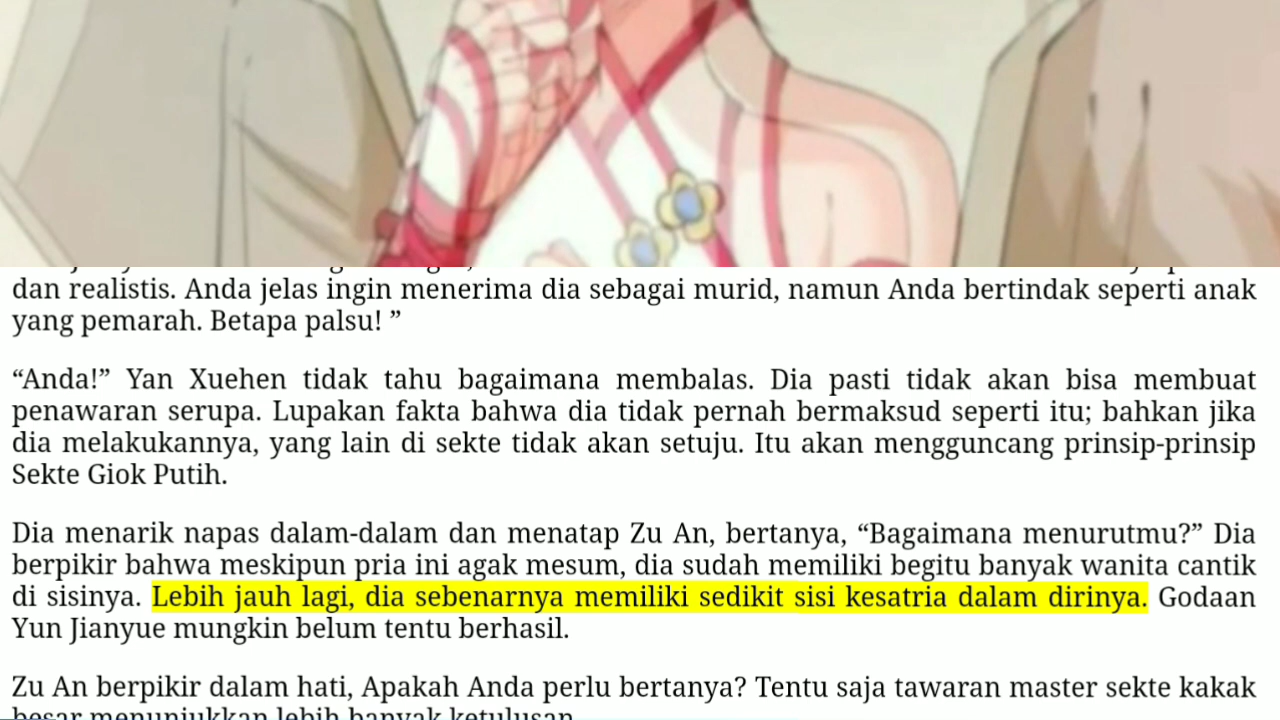 dan realistis. Anda jelas ingin menerima dia sebagai murid, namun Anda bertindak seperti anak
yang pemarah. Betapa palsu! ”
“Anda!” Yan Xuehen tidak tahu bagaimana membalas. Dia pasti tidak akan bisa membuat
penawaran serupa. Lupakan fakta bahwa dia tidak pernah bermaksud seperti itu; bahkan jika
dia melakukannya, yang lain di sekte tidak akan setuju. Itu akan mengguncang prinsip-prinsip
Sekte Giok Putih.
Dia menarik napas dalam-dalam dan menatap Zu An, bertanya, “Bagaimana menurutmu?” Dia
berpikir bahwa meskipun pria ini agak mesum, dia sudah memiliki begitu banyak wanita cantik
di sisinya. Lebih jauh lagi, dia sebenarnya memiliki sedikit sisi kesatria dalam dirinya. Godaan
Yun Jianyue mungkin belum tentu berhasil.
Zu An berpikir dalam hati, Apakah Anda perlu bertanya? Tentu saja tawaran master sekte kakak
besar menunjukkan lebih banyak ketulusan